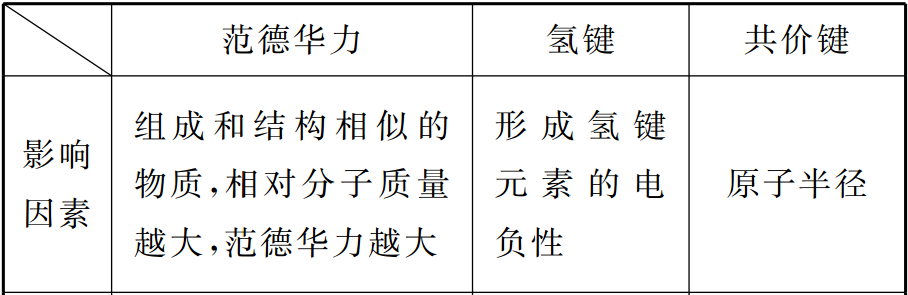 范德华力 氢键 共价键
影响因素
组成和结构相似的
物质,相对分子质量
越大,范德华力越大
形成氢键
元素的电
负性
原子半径